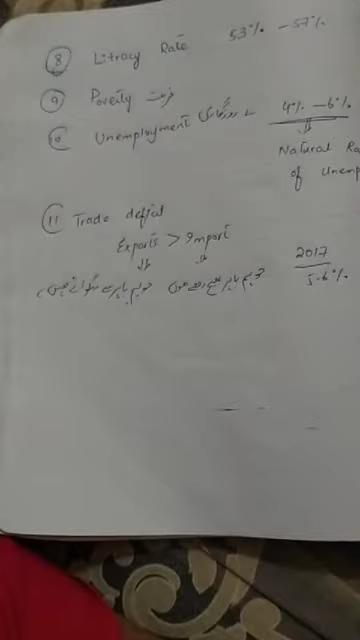 ⑧ Litracy Rate 53% - 57%
⑨ Poverty غربت
⑩ Unemployment بے روزگاری 4% - 6%
Natural Ra
of Unemp
⑪ Trade deficit
Exports > Import
2017
5.6%